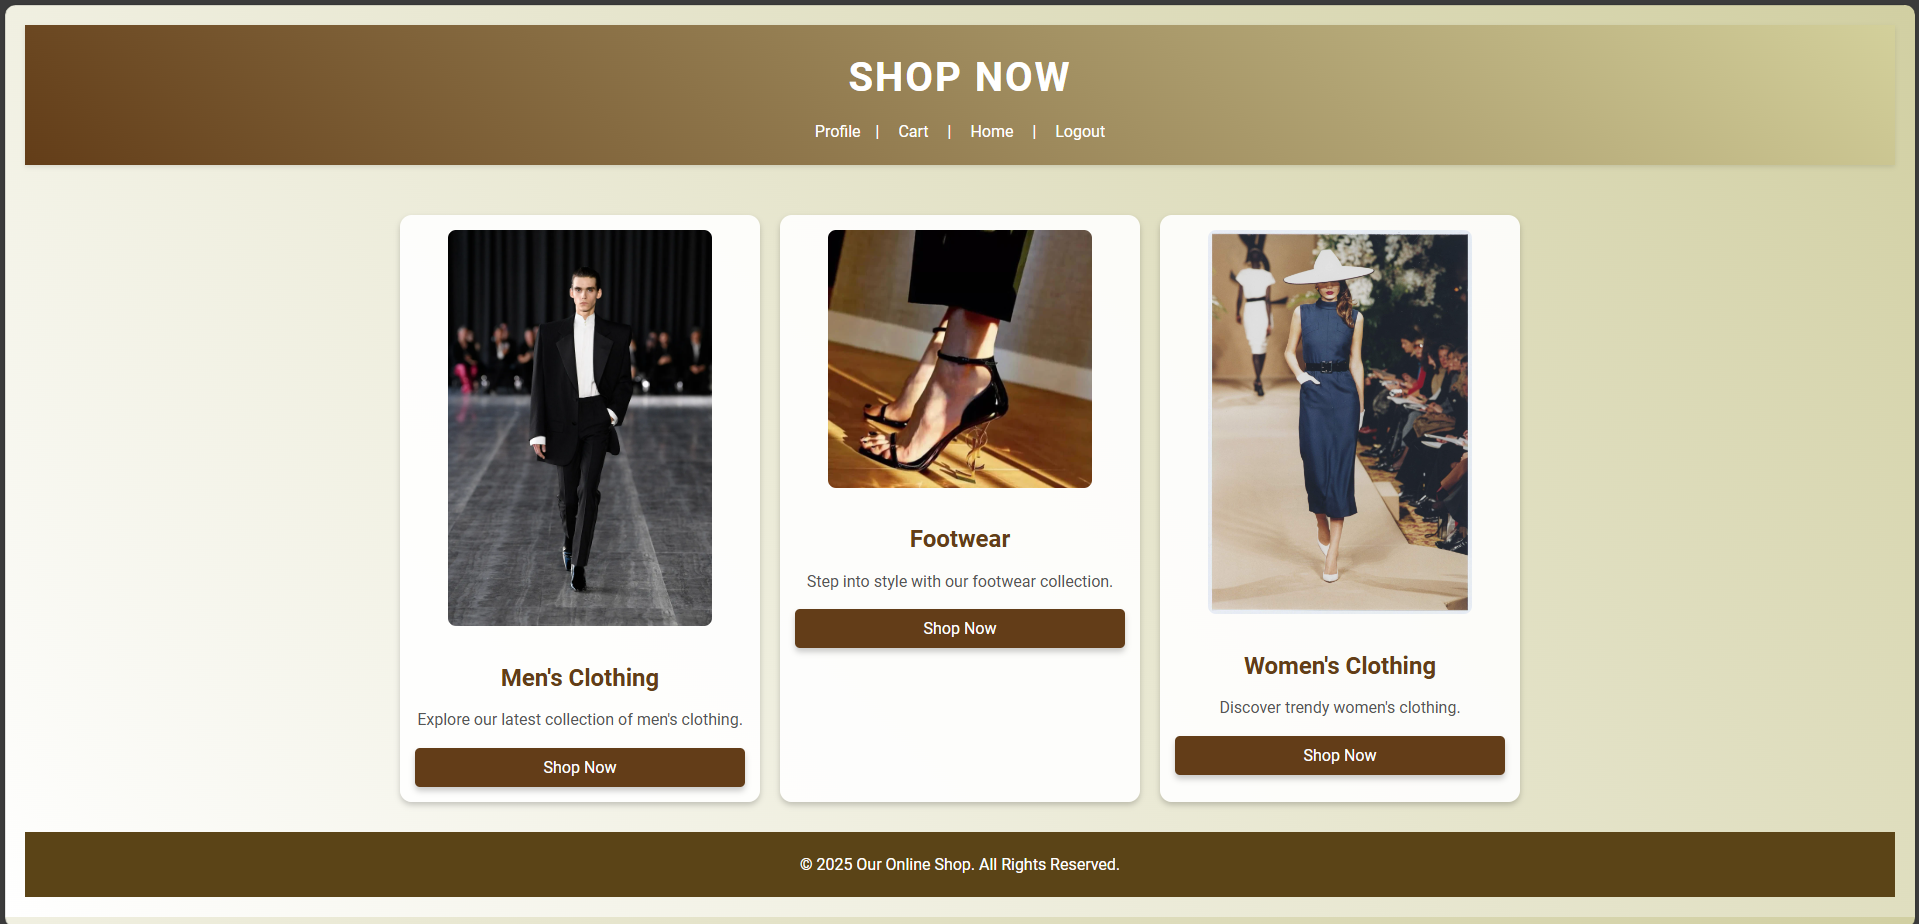 SHOP NOW
Profile | Cart | Home | Logout
Men's Clothing
Explore our latest collection of men's clothing.
Shop Now
Footwear
Step into style with our footwear collection.
Shop Now
Women's Clothing
Discover trendy women's clothing.
Shop Now
© 2025 Our Online Shop. All Rights Reserved.